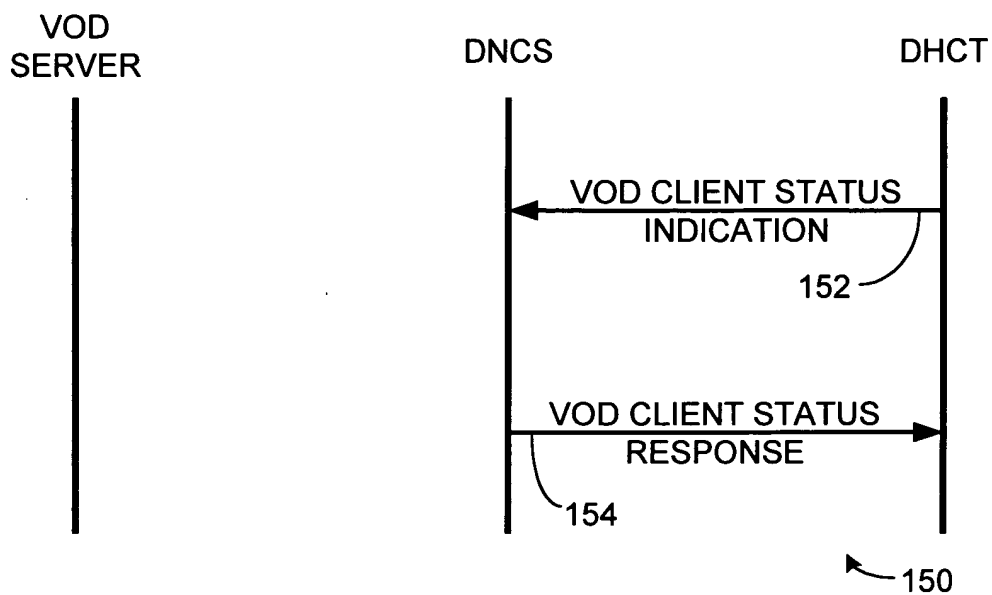 VOD
SERVER
DNCS
DHCT
VOD CLIENT STATUS
INDICATION
152
VOD CLIENT STATUS
RESPONSE
154
150